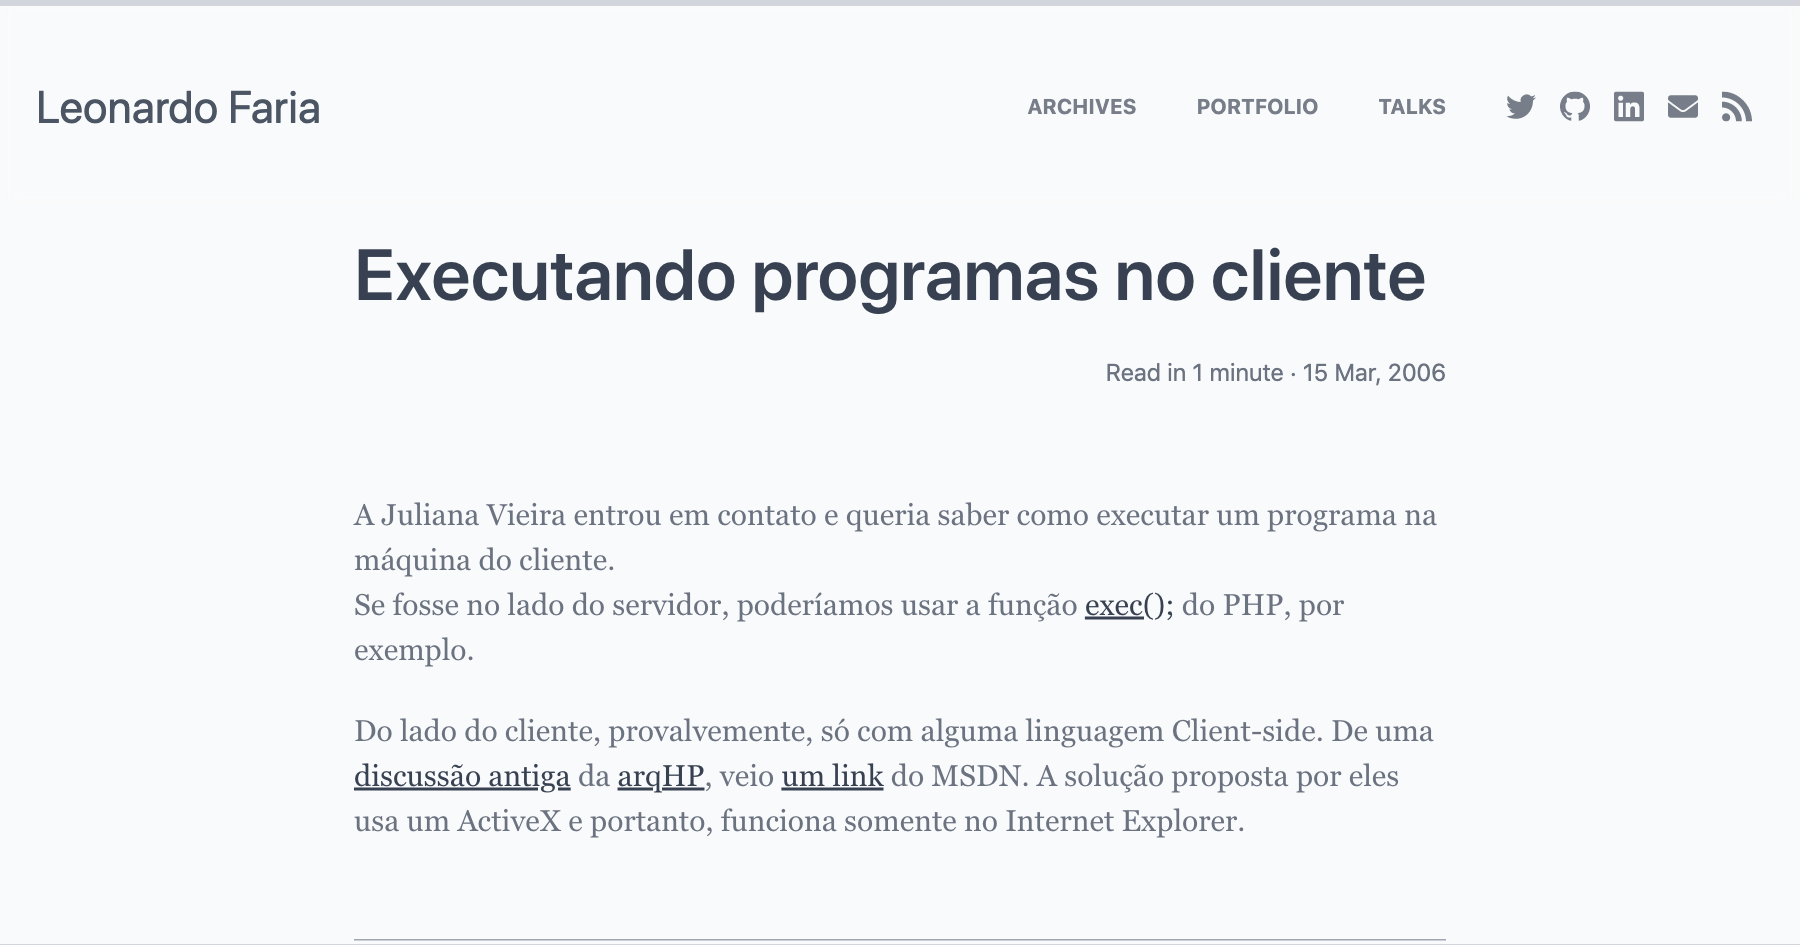 Leonardo Faria
ARCHIVES PORTFOLIO TALKS
Executando programas no cliente
Read in 1 minute · 15 Mar, 2006
A Juliana Vieira entrou em contato e queria saber como executar um programa na
máquina do cliente.
Se fosse no lado do servidor, poderíamos usar a função exec(); do PHP, por
exemplo.
Do lado do cliente, provalvemente, só com alguma linguagem Client-side. De uma
discussão antiga da arqHP, veio um link do MSDN. A solução proposta por eles
usa um ActiveX e portanto, funciona somente no Internet Explorer.